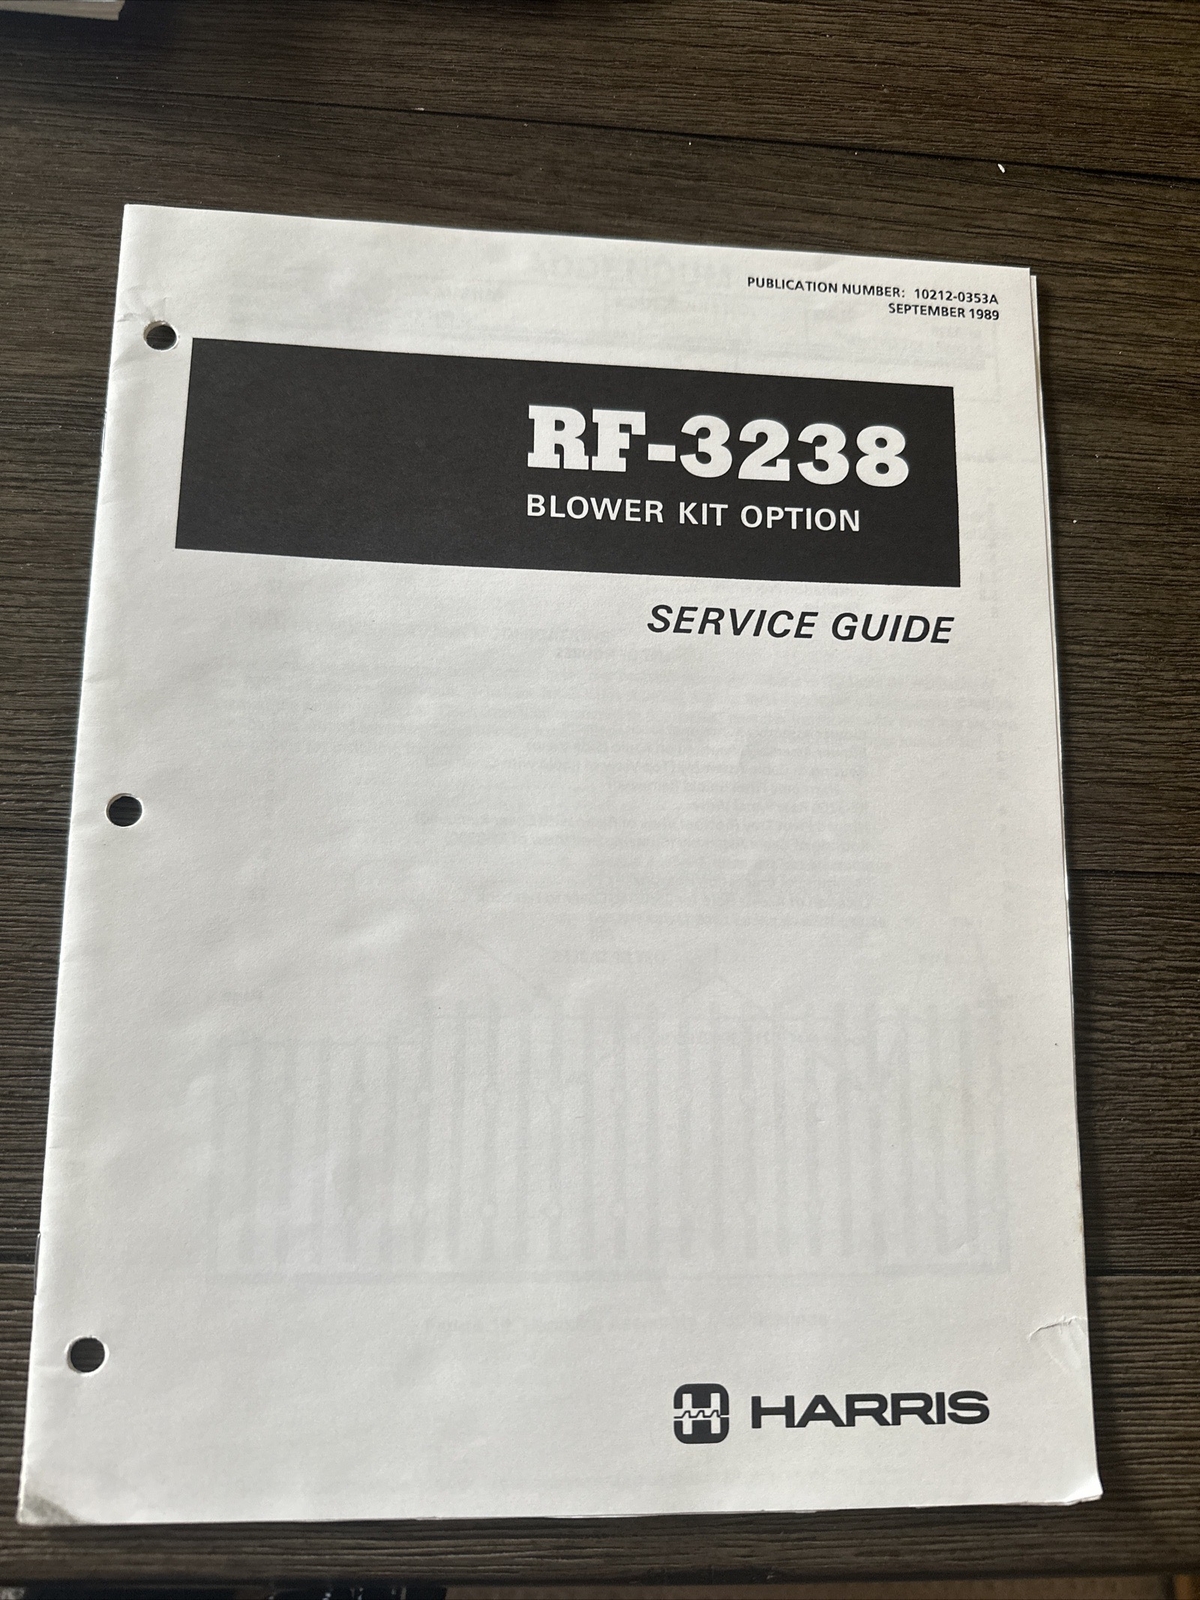 PUBLICATION NUMBER: 10212-0353A
SEPTEMBER 1989
RF-3238
BLOWER KIT OPTION
SERVICE GUIDE
HARRIS